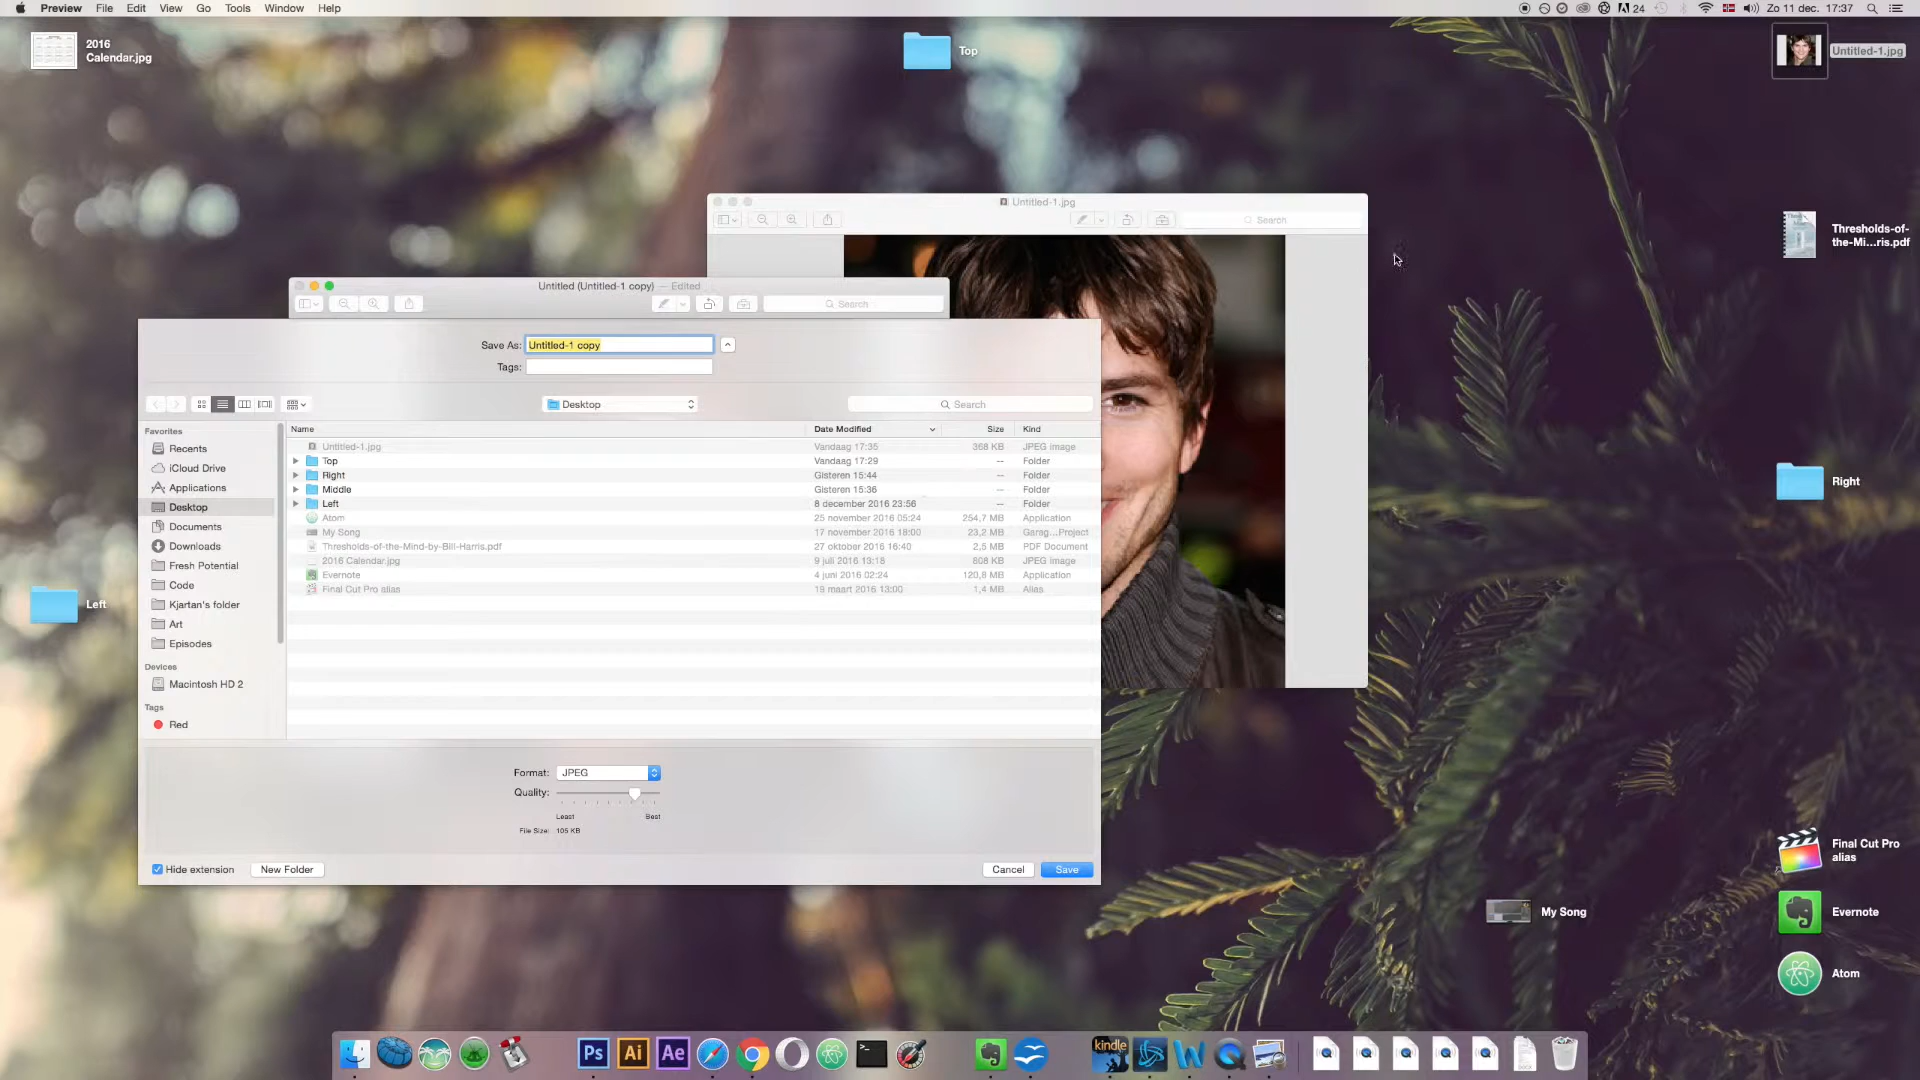 Preview File Edit View Go Tools Window Help
24 Zo 11 dec. 17:37
2016
Calendar.jpg
Top
Untitled-1.jpg
Thresholds-of-
the-Mi...ris.pdf
Right
Left
Final Cut Pro
alias
My Song
Evernote
Atom
Untitled-1.jpg
Search
Untitled (Untitled-1 copy) — Edited
Search
Save As: Untitled-1 copy
Tags:
Desktop
Search
Favorites
Recents
iCloud Drive
Applications
Desktop
Documents
Downloads
Fresh Potential
Code
Kjartan's folder
Art
Episodes
Devices
Macintosh HD 2
Tags
Red
Name Date Modified Size Kind
Untitled-1.jpg Vandaag 17:35 368 KB JPEG image
Top Vandaag 17:29 -- Folder
Right Gisteren 15:44 -- Folder
Middle Gisteren 15:36 -- Folder
Left 8 december 2016 23:56 -- Folder
Atom 25 november 2016 05:24 254,7 MB Application
My Song 17 november 2016 18:00 23,2 MB Garag...Project
Thresholds-of-the-Mind-by-Bill-Harris.pdf 27 oktober 2016 16:40 2,5 MB PDF Document
2016 Calendar.jpg 9 juli 2016 13:18 808 KB JPEG image
Evernote 4 juni 2016 02:24 120,8 MB Application
Final Cut Pro alias 19 maart 2016 13:00 1,4 MB Alias
Format: JPEG
Quality:
Least Best
File Size: 105 KB
Hide extension New Folder Cancel Save
Ps Ai Ae kindle W